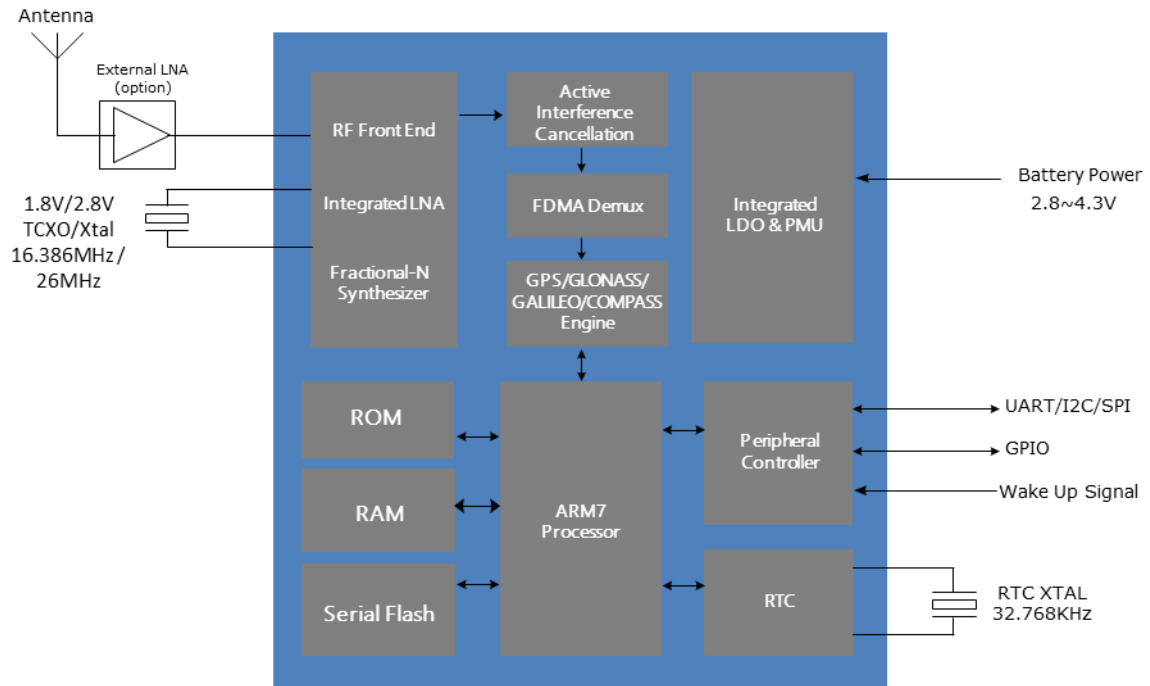 Antenna
External LNA
(option)
1.8V/2.8V
TCXO/Xtal
16.386MHz /
26MHz
RF Front End
Integrated LNA
Fractional-N
Synthesizer
Active
Interference
Cancellation
FDMA Demux
GPS/GLONASS/
GALILEO/COMPASS
Engine
Integrated
LDO & PMU
Battery Power
2.8~4.3V
ROM
RAM
Serial Flash
ARM7
Processor
Peripheral
Controller
UART/I2C/SPI
GPIO
Wake Up Signal
RTC
RTC XTAL
32.768KHz